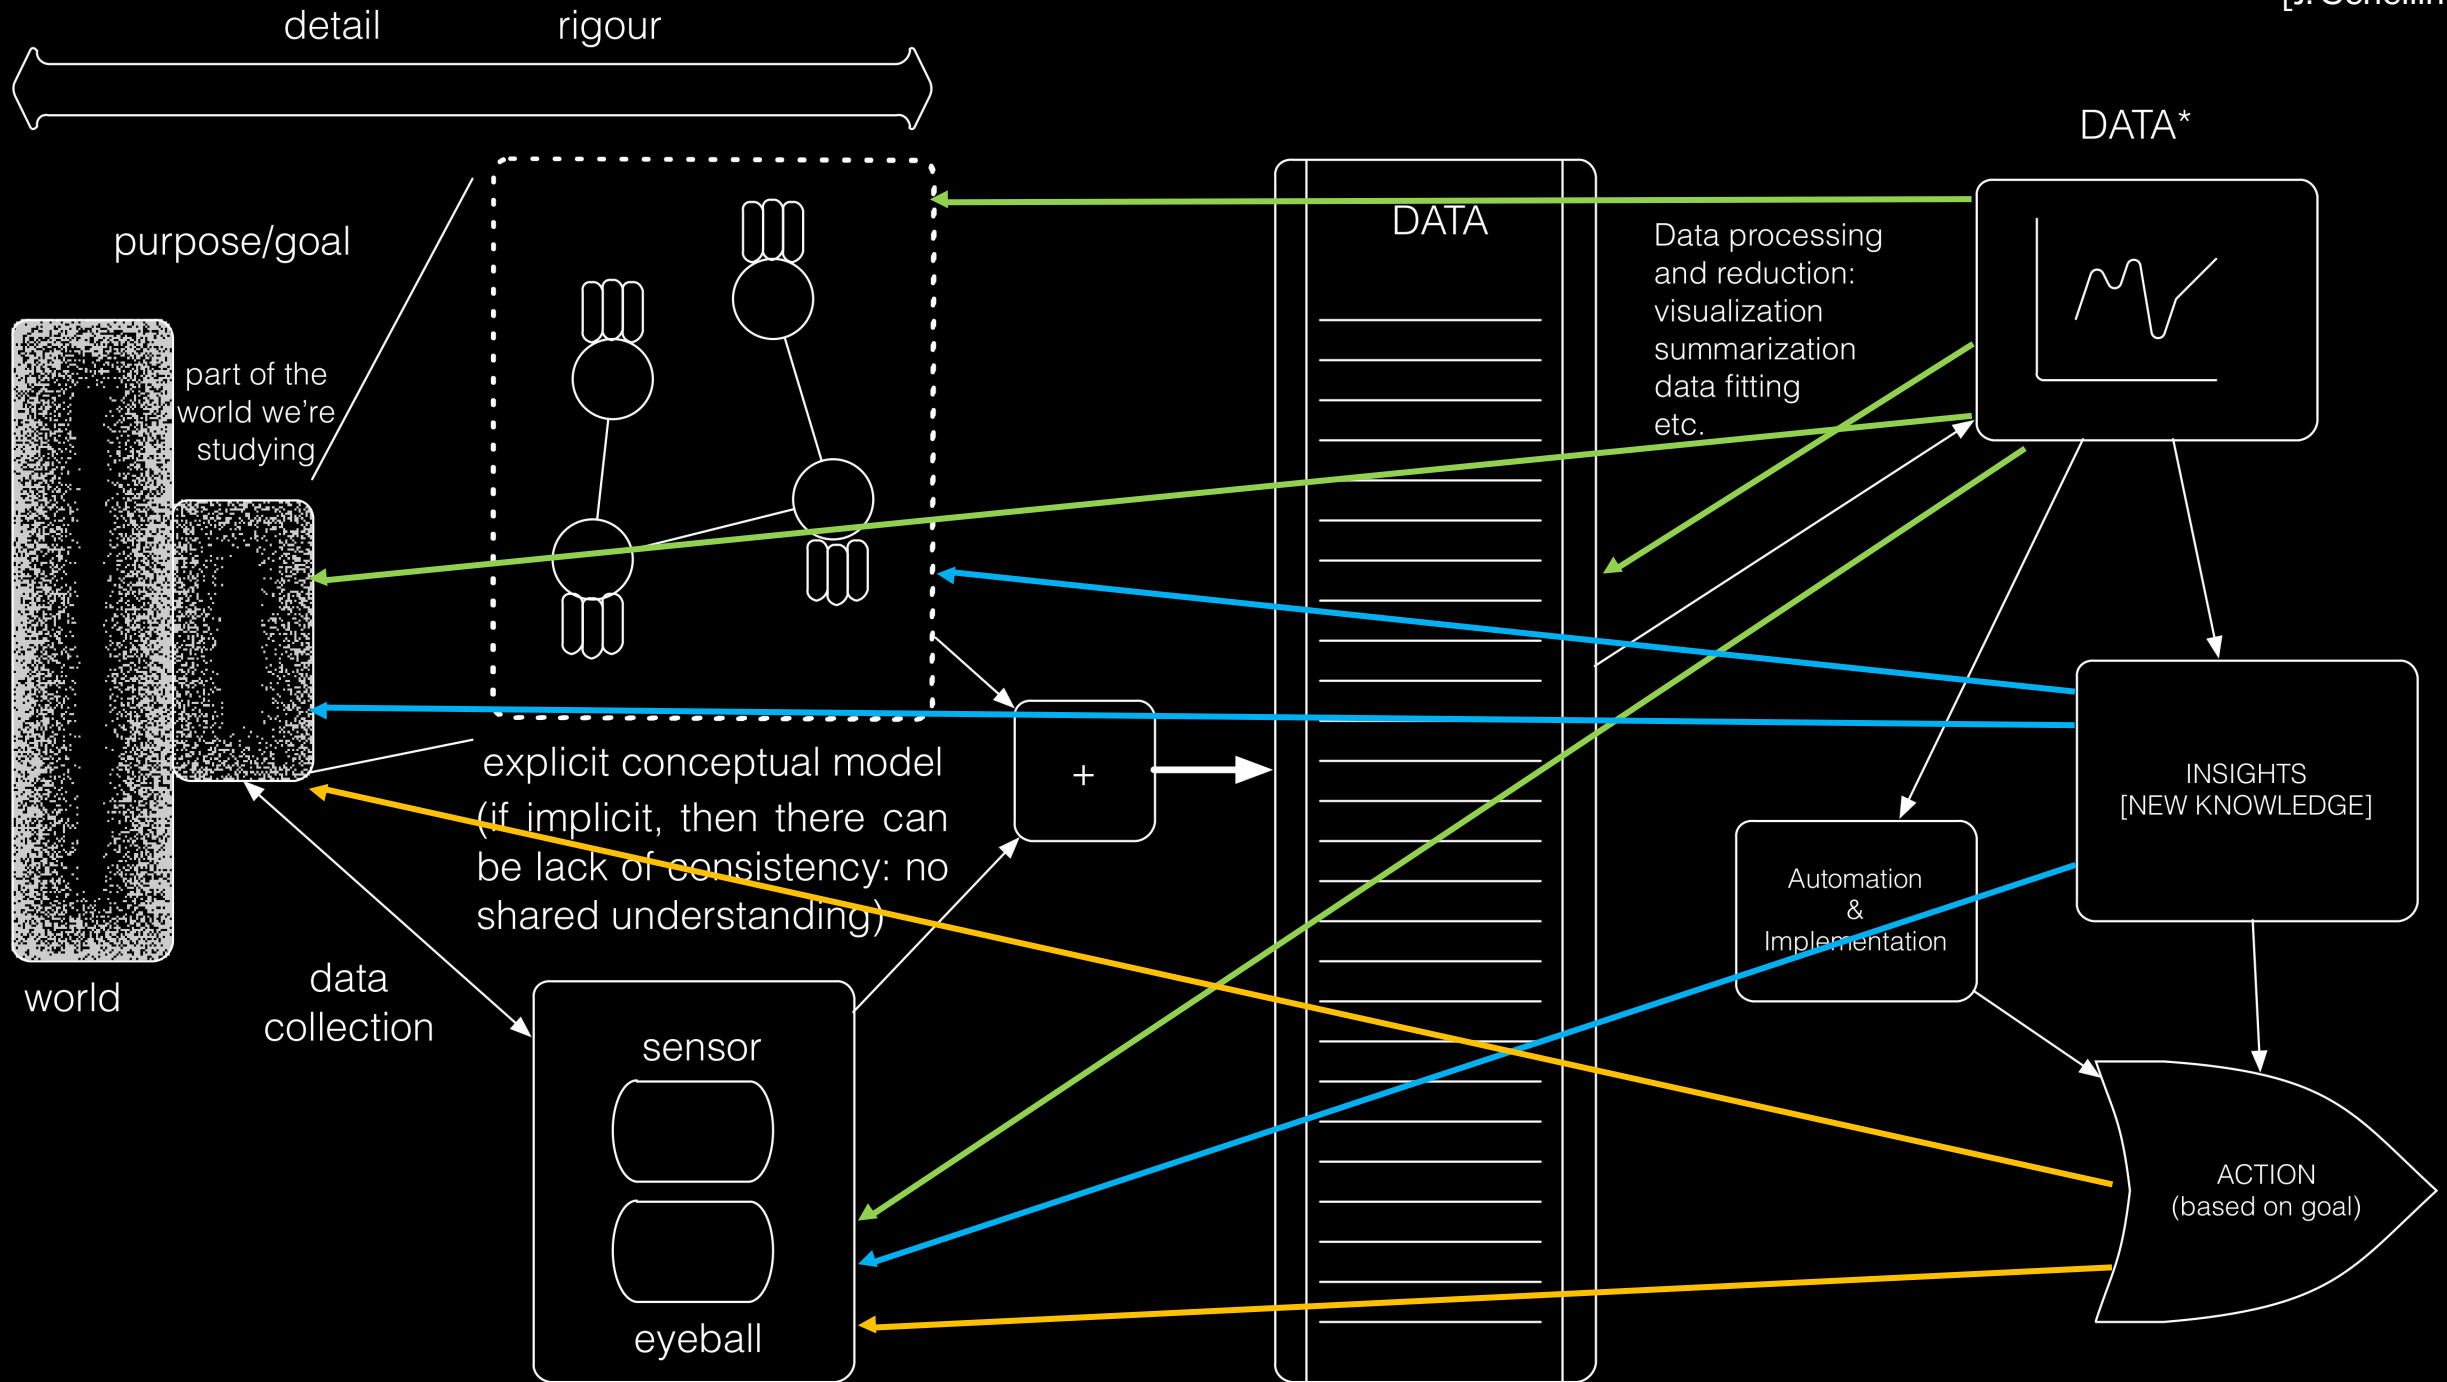 detail
rigour
DATA*
purpose/goal
DATA
Data processing
and reduction:
visualization
summarization
data fitting
etc.
part of the
world we're
studying
explicit conceptual model
(if implicit, then there can
be lack of consistency: no
shared understanding)
+
INSIGHTS
[NEW KNOWLEDGE]
Automation
&
Implementation
world
data
collection
sensor
eyeball
ACTION
(based on goal)